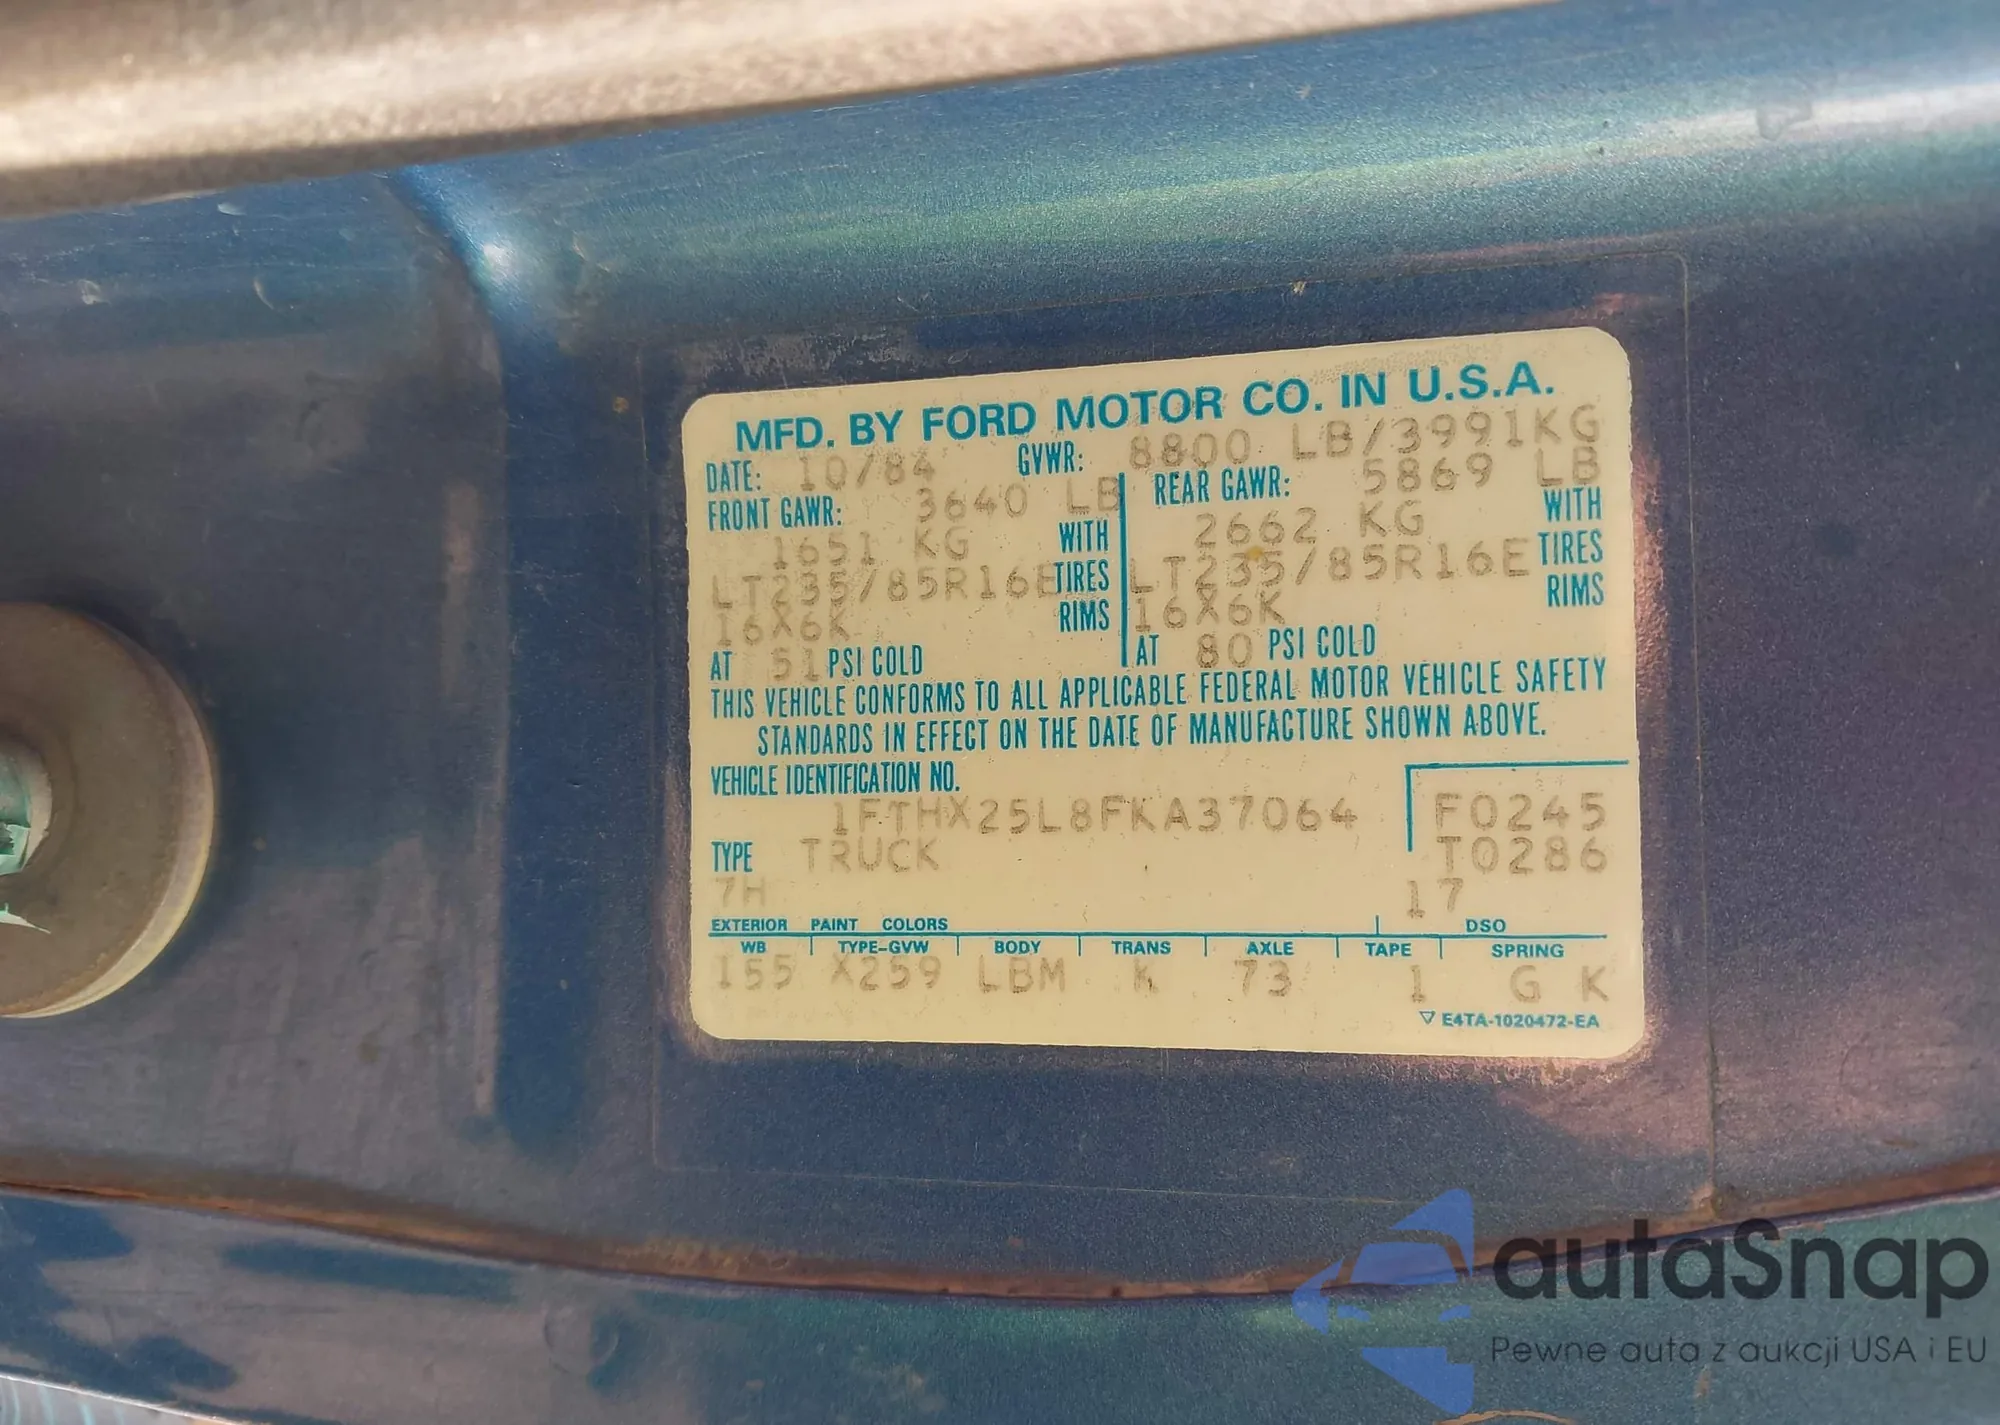 MFD. BY FORD MOTOR CO. IN U.S.A.
DATE: 10/84 GVWR: 8800 LB/3991KG
FRONT GAWR: 3640 LB REAR GAWR: 5869 LB
1651 KG WITH 2662 KG WITH
LT235/85R16E TIRES LT235/85R16E TIRES
16X6K RIMS 16X6K RIMS
AT 51 PSI COLD AT 80 PSI COLD
THIS VEHICLE CONFORMS TO ALL APPLICABLE FEDERAL MOTOR VEHICLE SAFETY
STANDARDS IN EFFECT ON THE DATE OF MANUFACTURE SHOWN ABOVE.
VEHICLE IDENTIFICATION NO.
1FTHX25L8FKA37064 F0245
TYPE TRUCK T0286
7H 17
EXTERIOR PAINT COLORS DSO
WB TYPE-GVW BODY TRANS AXLE TAPE SPRING
155 X259 LBM K 73 1 G K
E4TA-1020472-EA
autaSnap
Pewne auta z aukcji USA i EU